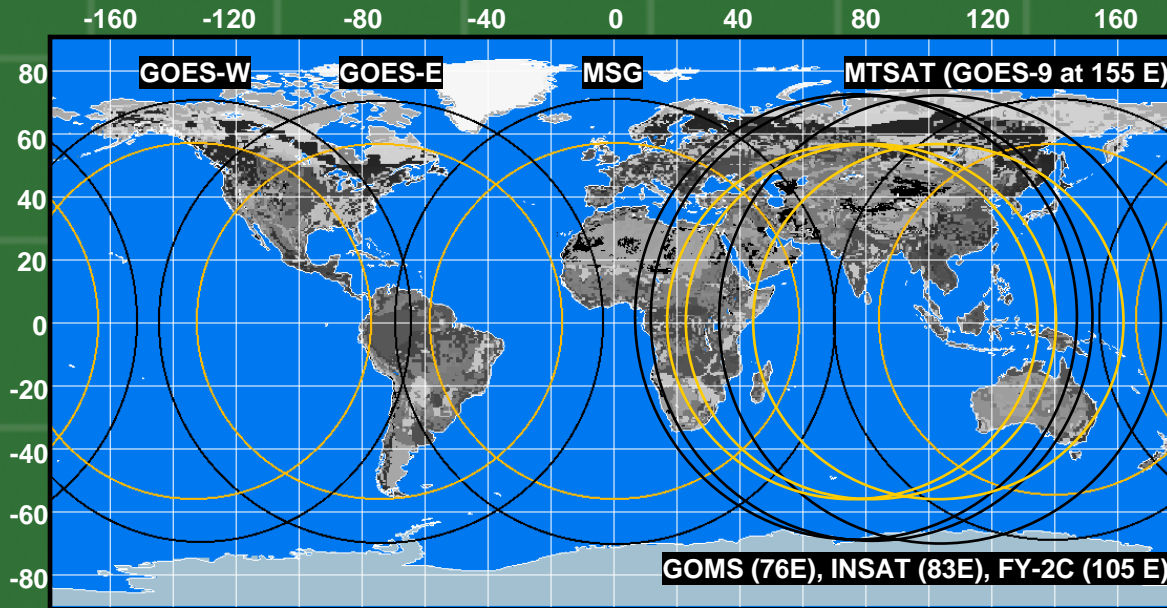 -160 -120 -80 -40 0 40 80 120 160
80 GOES-W GOES-E MSG MTSAT (GOES-9 at 155 E)
60
40
20
0
-20
-40
-60
GOMS (76E), INSAT (83E), FY-2C (105 E)
-80